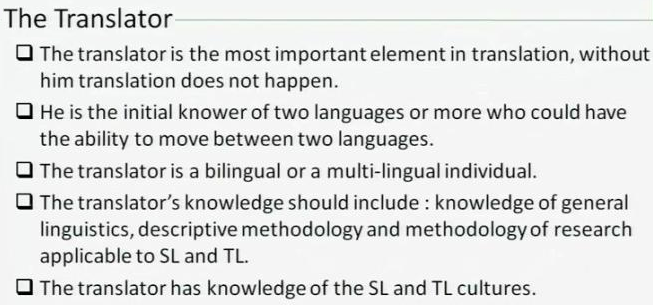 The Translator
❑ The translator is the most important element in translation, without
him translation does not happen.
❑ He is the initial knower of two languages or more who could have
the ability to move between two languages.
❑ The translator is a bilingual or a multi-lingual individual.
❑ The translator’s knowledge should include : knowledge of general
linguistics, descriptive methodology and methodology of research
applicable to SL and TL.
❑ The translator has knowledge of the SL and TL cultures.